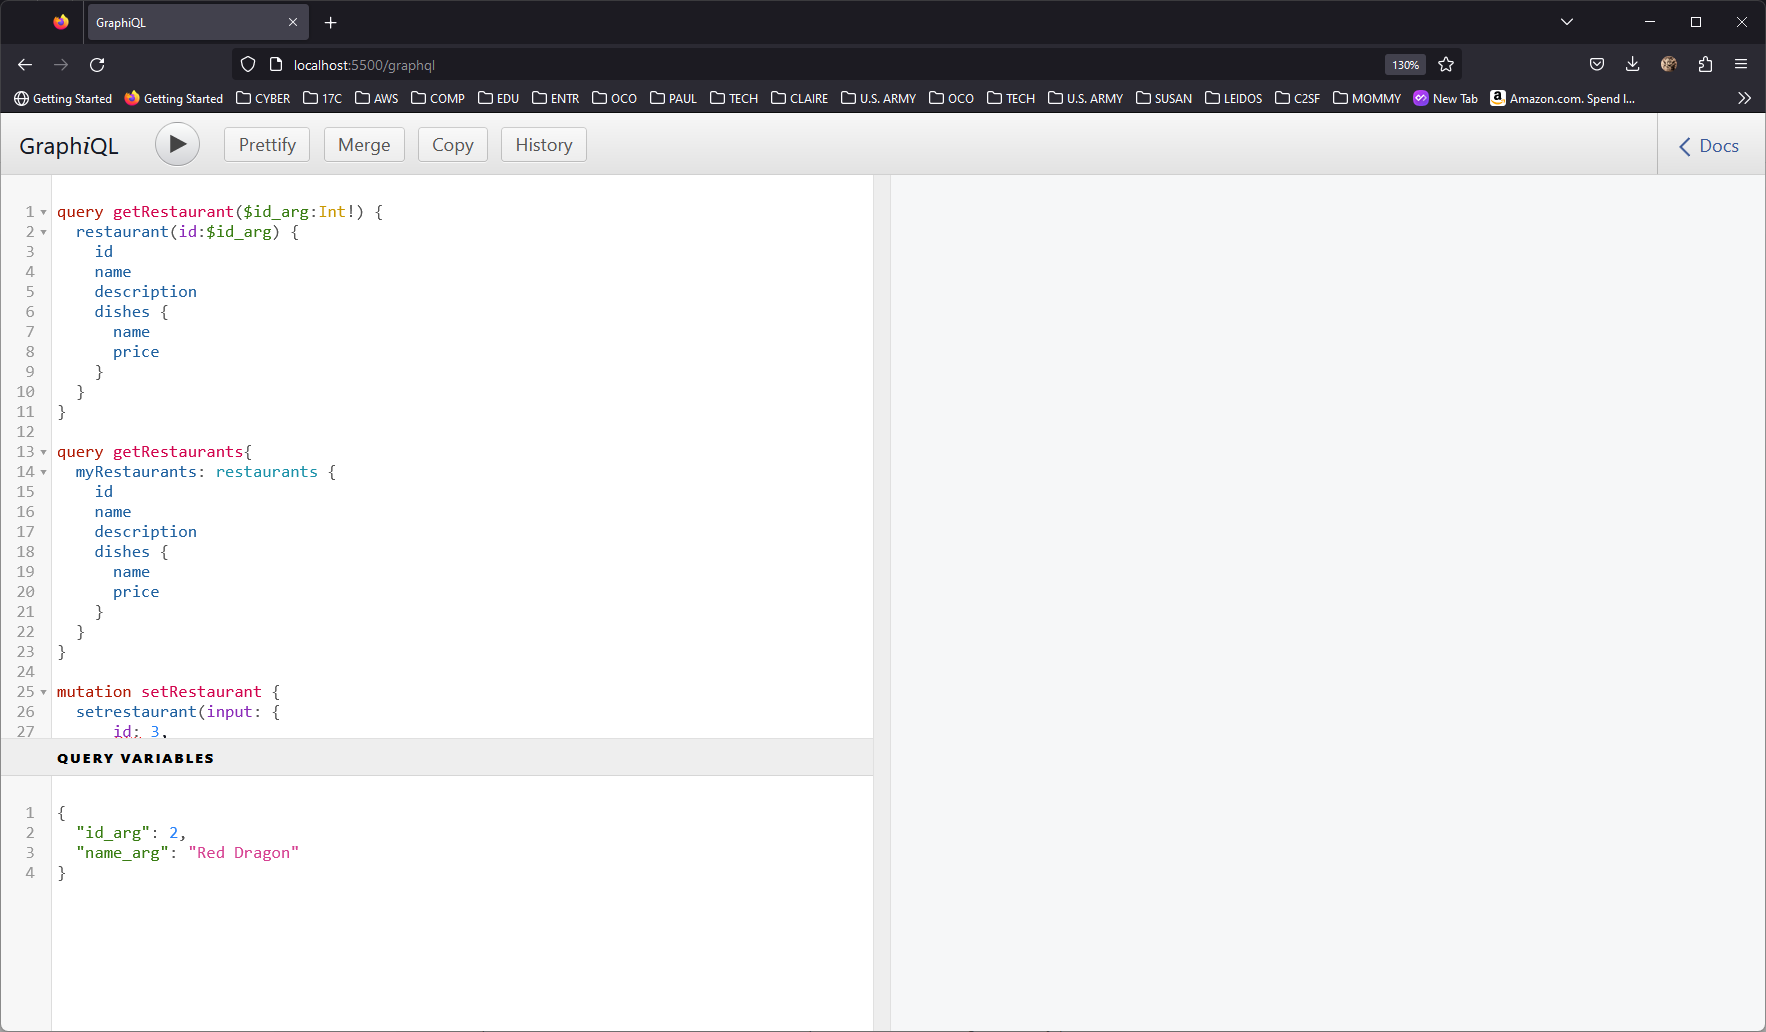 GraphiQL
localhost:5500/graphql
130%
Getting Started
Getting Started
CYBER
17C
AWS
COMP
EDU
ENTR
OCO
PAUL
TECH
CLAIRE
U.S. ARMY
OCO
TECH
U.S. ARMY
SUSAN
LEIDOS
C2SF
MOMMY
New Tab
Amazon.com. Spend l...
GraphiQL
Prettify
Merge
Copy
History
Docs
1 query getRestaurant($id_arg:Int!) {
2 restaurant(id:$id_arg) {
3 id
4 name
5 description
6 dishes {
7 name
8 price
9 }
10 }
11 }
12
13 query getRestaurants{
14 myRestaurants: restaurants {
15 id
16 name
17 description
18 dishes {
19 name
20 price
21 }
22 }
23 }
24
25 mutation setRestaurant {
26 setrestaurant(input: {
27 id: 3,
QUERY VARIABLES
1 {
2 "id_arg": 2,
3 "name_arg": "Red Dragon"
4 }